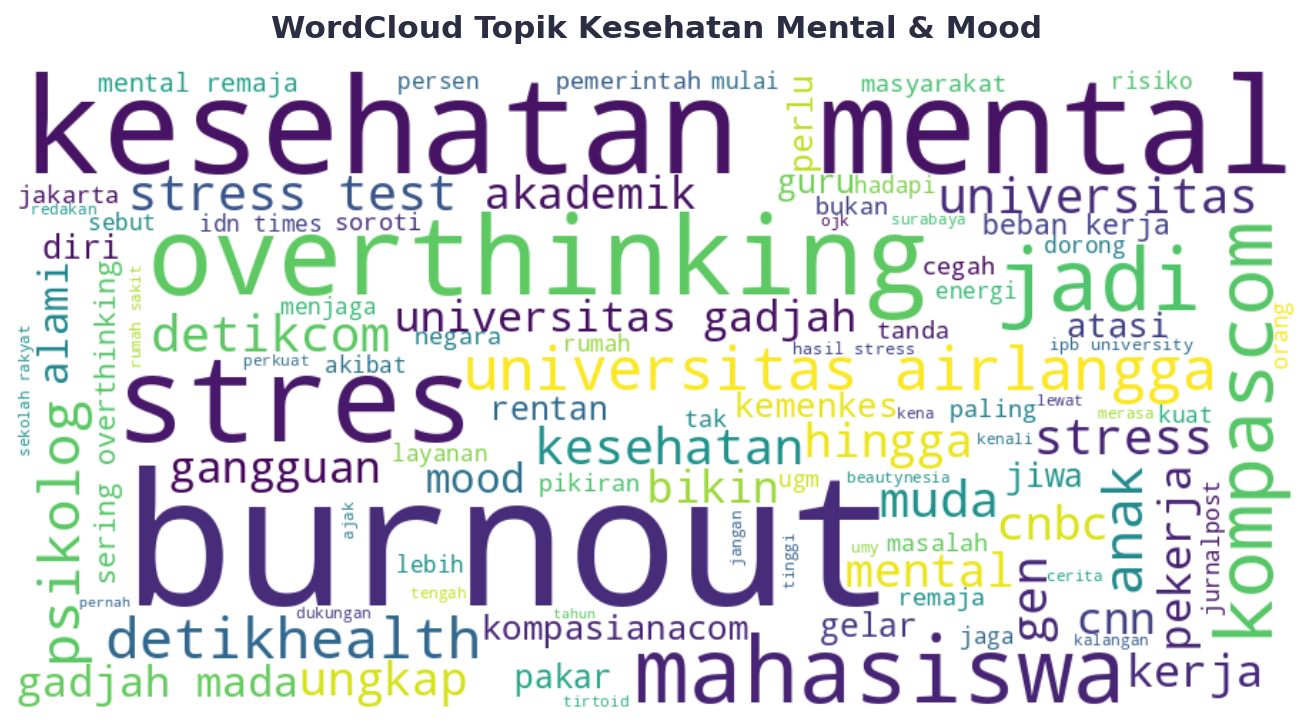 WordCloud Topik Kesehatan Mental & Mood
mental remaja
persen
pemerintah
mulai
perlu
masyarakat
risiko
kesehatan mental
jakarta
stress test
akademik
guru
hadapi
universitas
redakan
sebut
idn times
soroti
bukan
ojk
surabaya
beban kerja
diri
overthinking
cegah
dorong
jadi
kompascom
psikolog alami
sering overthinking
rumah sakit
menjaga
energi
orang
detikcom
universitas gadjah
tanda
atasi
negara
rumah
hasil stress
ipb university
sekolah rakyat
perkuat
akibat
stres
universitas airlangga
rentan
tak
kemenkes
kena
paling
lewat
merasa
kuat
gangguan
layanan
kesehatan
hingga
kenali
stress
mood
pikiran
bikin
ugm
beautynesia
jiwa
anak
pekerja
jurnalpost
burnout
ajak
jangan
tinggi
muda
cnbc
umy
masalah
lebih
mental
gen
cerita
tengah
remaja
pernah
dukungan
tahun
detikhealth
kompasianacom
gelar
jaga
cnn
kalangan
gadjah mada
ungkap
pakar
tirtoid
mahasiswa
kerja